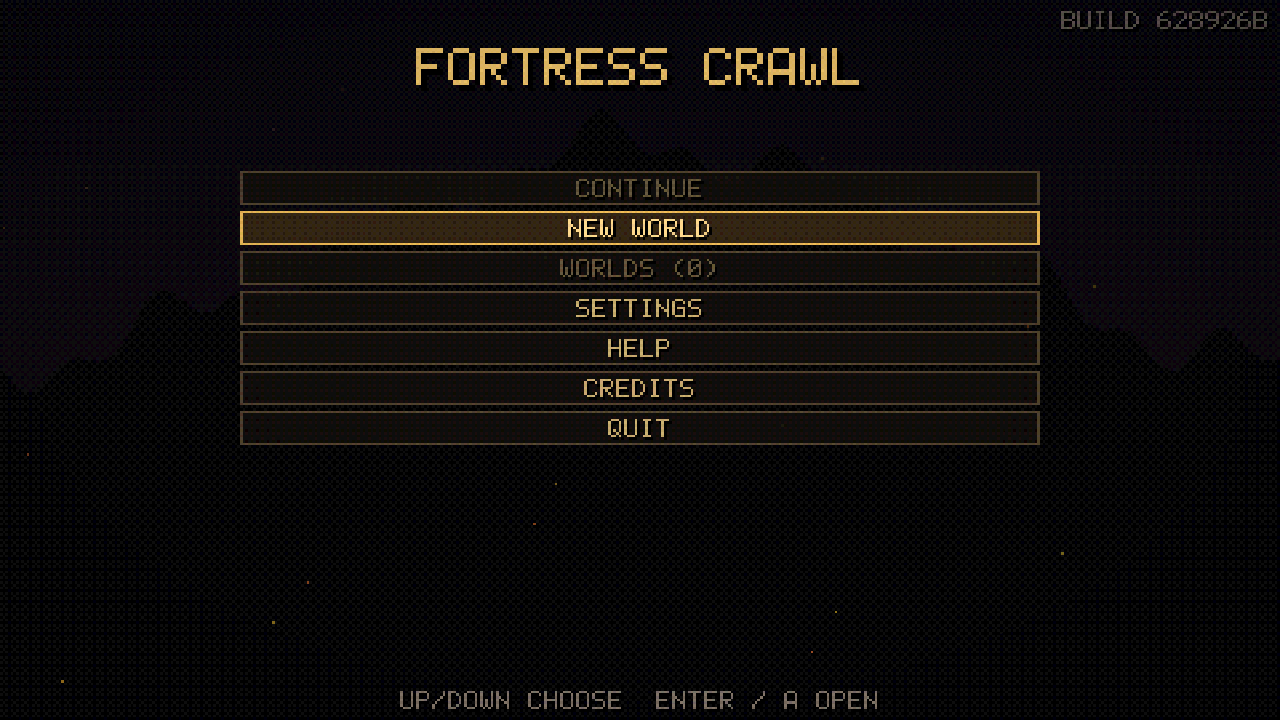 BUILD 628926B
FORTRESS CRAWL
CONTINUE
NEW WORLD
WORLDS (0)
SETTINGS
HELP
CREDITS
QUIT
UP/DOWN CHOOSE  ENTER / A OPEN